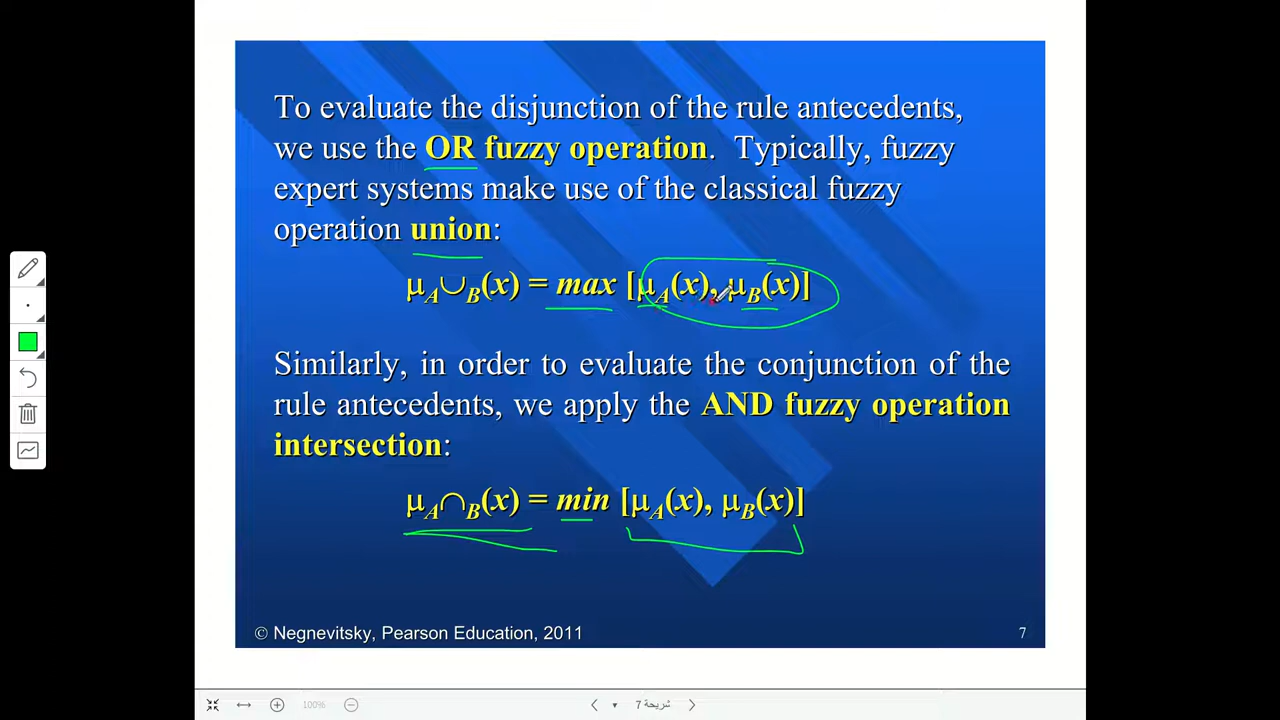 To evaluate the disjunction of the rule antecedents,
we use the OR fuzzy operation. Typically, fuzzy
expert systems make use of the classical fuzzy
operation union:
μA∪B(x) = max [μA(x), μB(x)]
Similarly, in order to evaluate the conjunction of the
rule antecedents, we apply the AND fuzzy operation
intersection:
μA∩B(x) = min [μA(x), μB(x)]
© Negnevitsky, Pearson Education, 2011
7
100%
شريحة 7